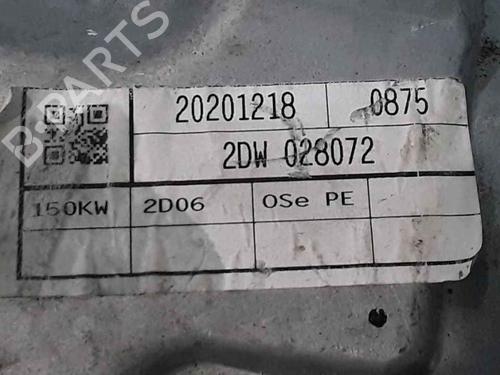 B-PARTS
20201218 0875
2DW 028072
150KW 2D06 OSe PE